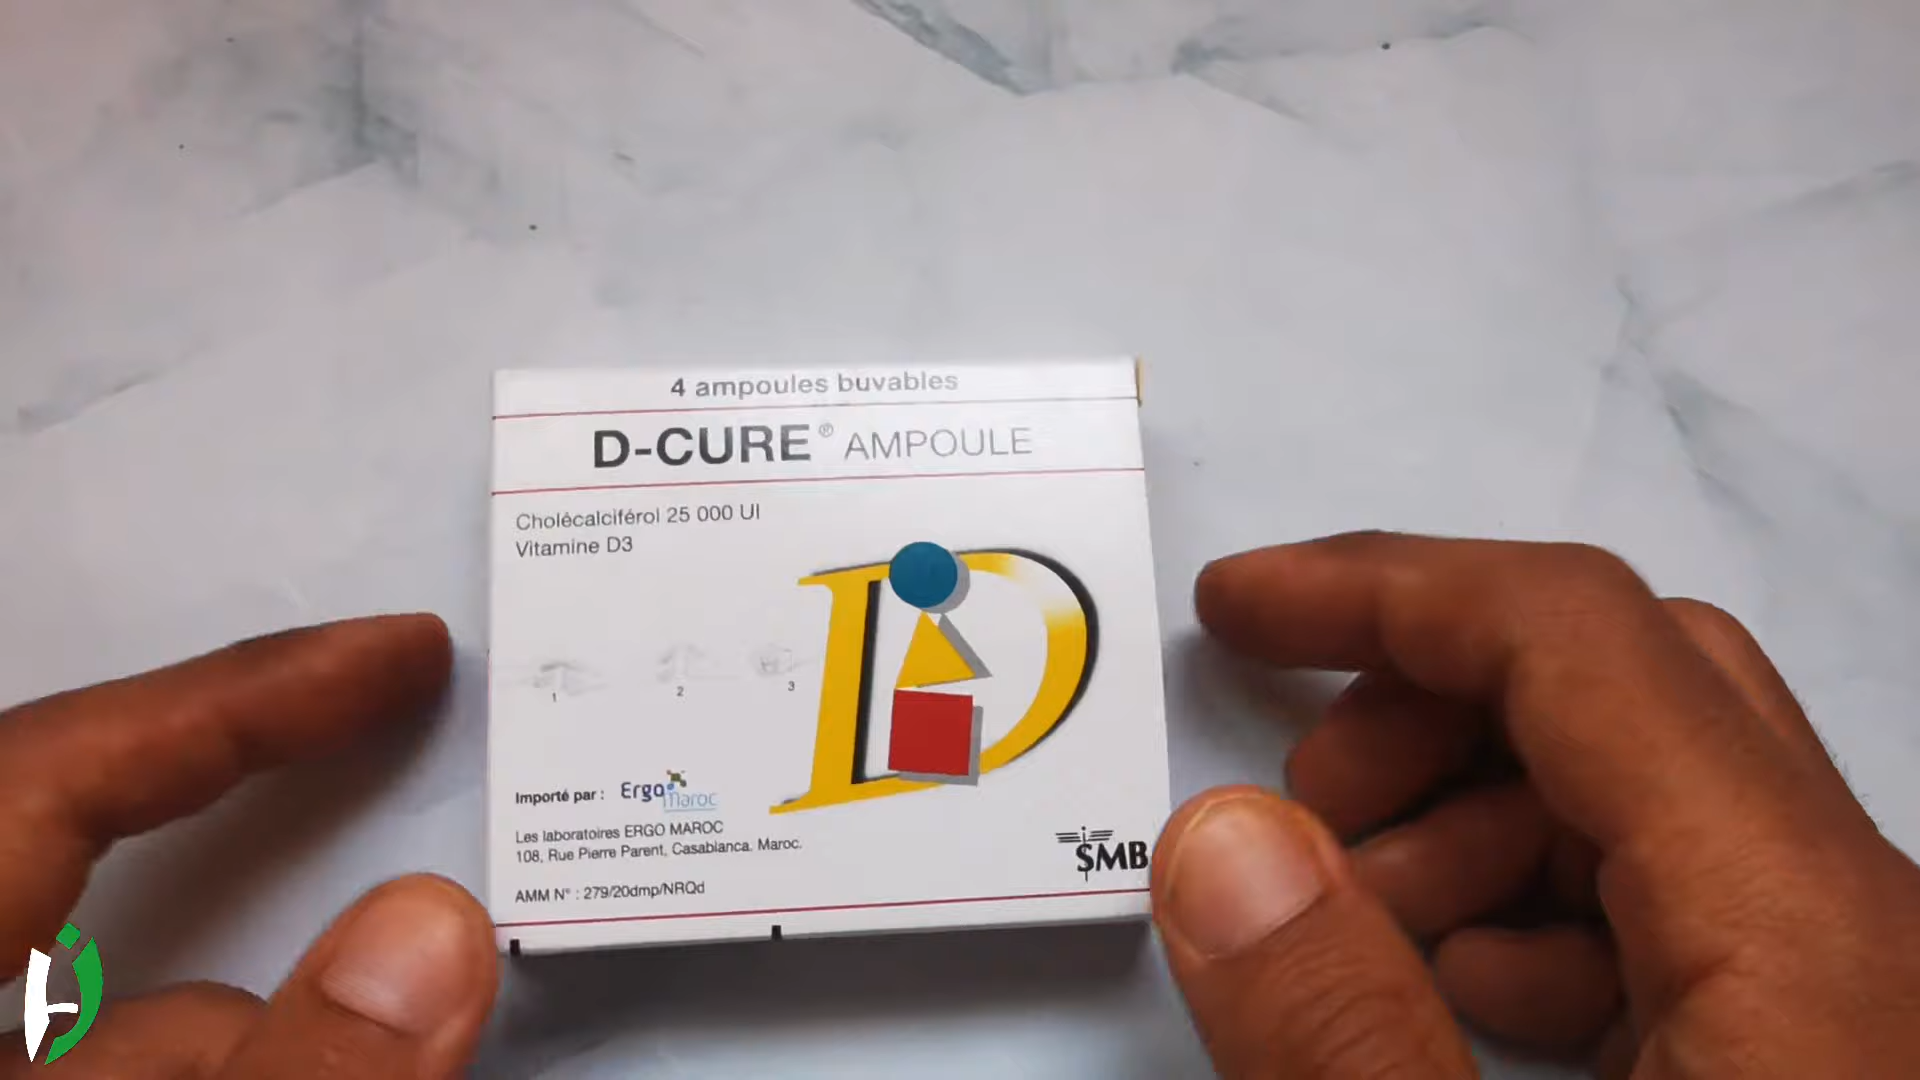 4 ampoules buvables
D-CURE® AMPOULE
Cholécalciférol 25 000 UI
Vitamine D3
1 2 3
Importé par : Ergo maroc
Les laboratoires ERGO MAROC
108, Rue Pierre Parent, Casablanca. Maroc.
AMM N° : 279/20dmp/NRQd
SMB